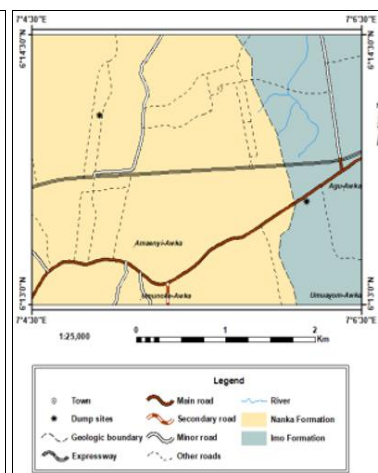 7°4'30"E
7°6'30"E
6°14'30"N
6°14'30"N
Agu-Awka
Amaenyi-Awka
Umunoke-Awka
Umuayom-Awka
6°13'0"N
6°13'0"N
7°4'30"E
7°6'30"E
1:25,000
0 1 2
Km
Legend
Town
Main road
River
Dump sites
Secondary road
Nanka Formation
Geologic boundary
Minor road
Imo Formation
Expressway
Other roads